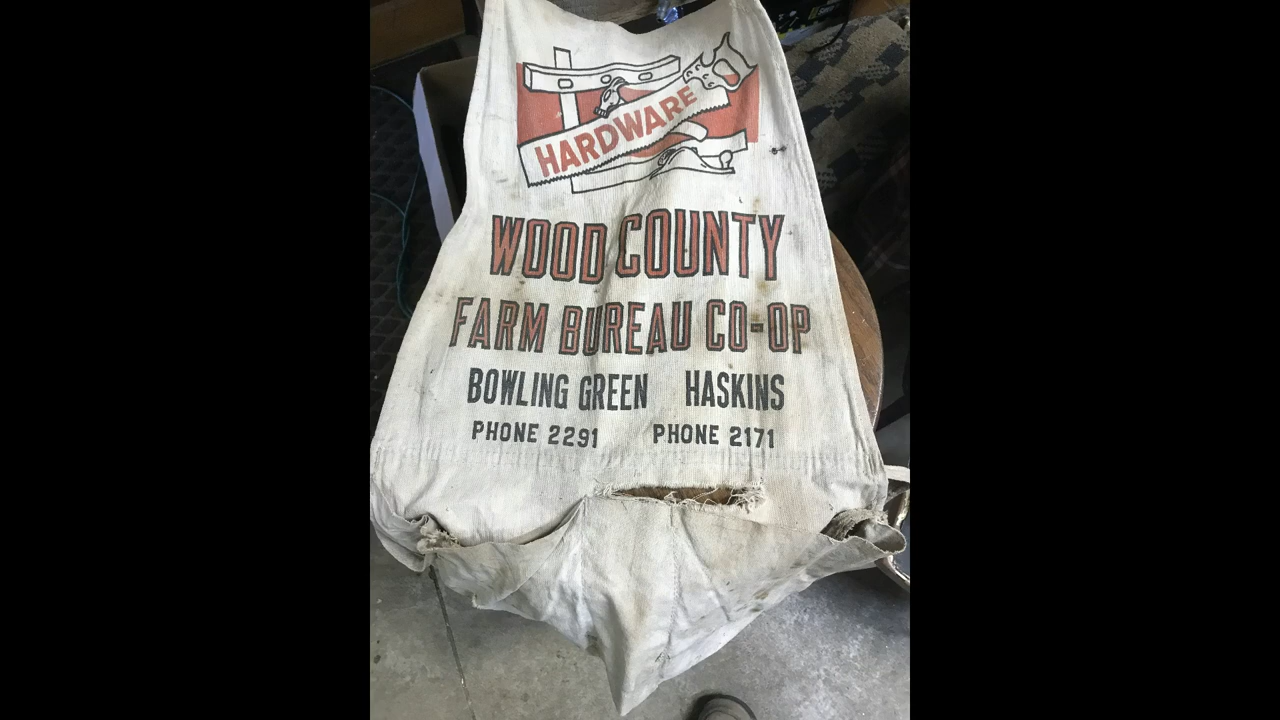 HARDWARE
WOOD COUNTY
FARM BUREAU CO-OP
BOWLING GREEN HASKINS
PHONE 2291 PHONE 2171